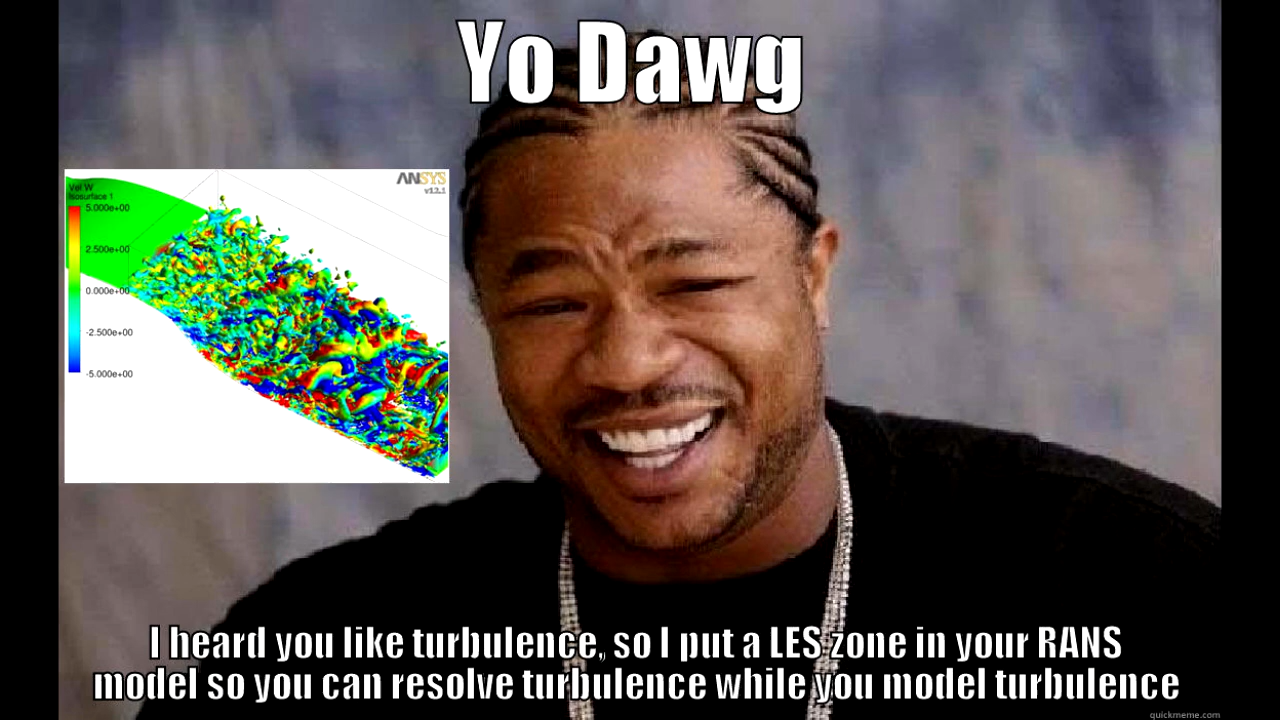 Yo Dawg
ANSYS
v12.1
Vel W
Isosurface 1
5.000e+00
2.500e+00
0.000e+00
-2.500e+00
-5.000e+00
I heard you like turbulence, so I put a LES zone in your RANS
model so you can resolve turbulence while you model turbulence
quickmeme.com